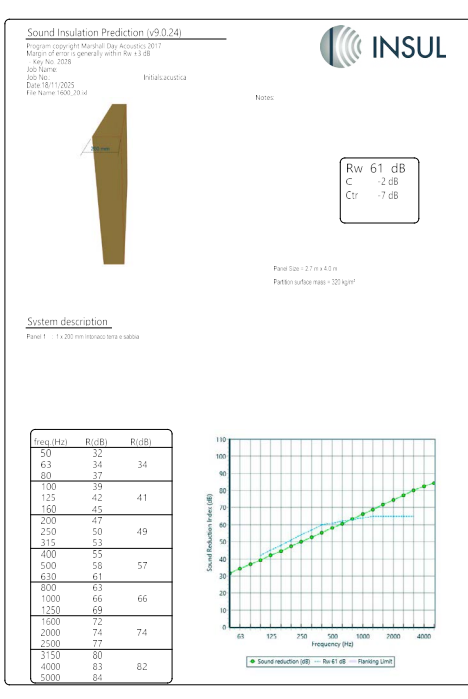 Sound Insulation Prediction (v9.0.24)
Program copyright Marshall Day Acoustics 2017
Margin of error is generally within Rw ±3 dB
- Key No. 2028
Job Name:
Job No.: Initials:acustica
Date:18/11/2025
File Name:1600_20.ixl
INSUL
Notes:
200 mm
Rw 61 dB
C -2 dB
Ctr -7 dB
Panel Size = 2.7 m x 4.0 m
Partition surface mass = 320 kg/m²
System description
Panel 1 : 1 x 200 mm intonaco terra e sabbia
freq.(Hz) R(dB) R(dB)
50 32
63 34 34
80 37
100 39
125 42 41
160 45
200 47
250 50 49
315 53
400 55
500 58 57
630 61
800 63
1000 66 66
1250 69
1600 72
2000 74 74
2500 77
3150 80
4000 83 82
5000 84
Sound Reduction Index (dB)
110
100
90
80
70
60
50
40
30
20
10
0
63 125 250 500 1000 2000 4000
Frequency (Hz)
Sound reduction (dB) Rw 61 dB Flanking Limit